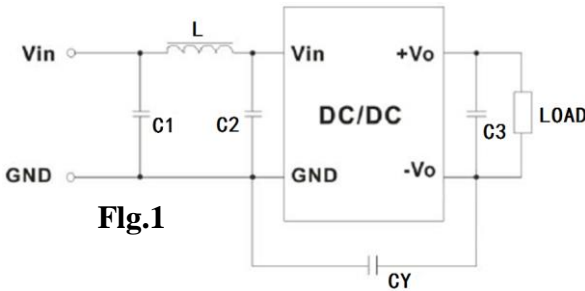 L
Vin
Vin
+Vo
C1
C2
DC/DC
C3
LOAD
GND
GND
-Vo
Flg.1
CY